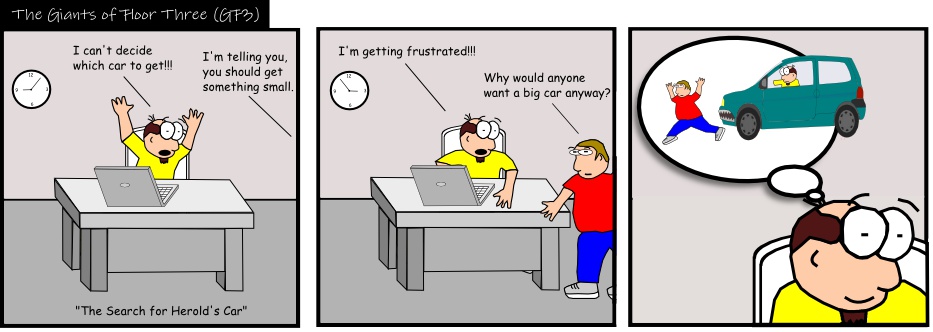 The Giants of Floor Three (GF3)
I can't decide
which car to get!!!
I'm telling you,
you should get
something small.
"The Search for Herold's Car"
I'm getting frustrated!!!
Why would anyone
want a big car anyway?